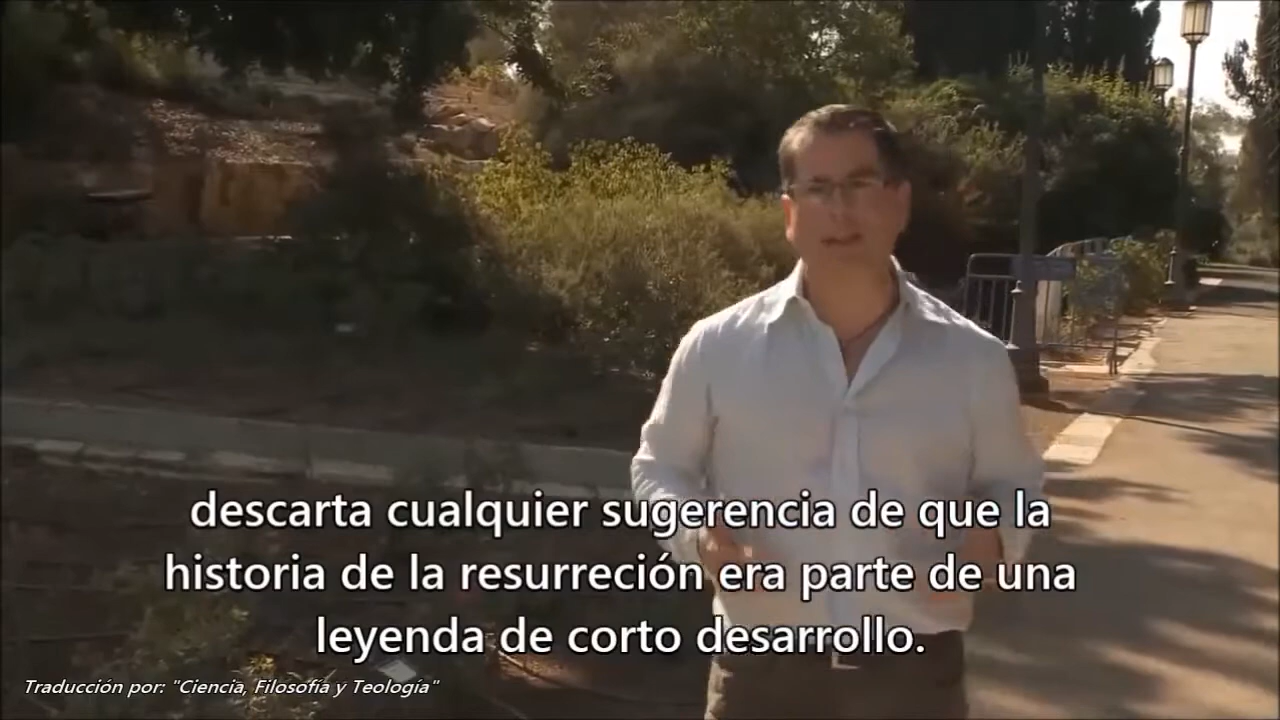 descarta cualquier sugerencia de que la
historia de la resurreción era parte de una
leyenda de corto desarrollo.
Traducción por: "Ciencia, Filosofía y Teología"